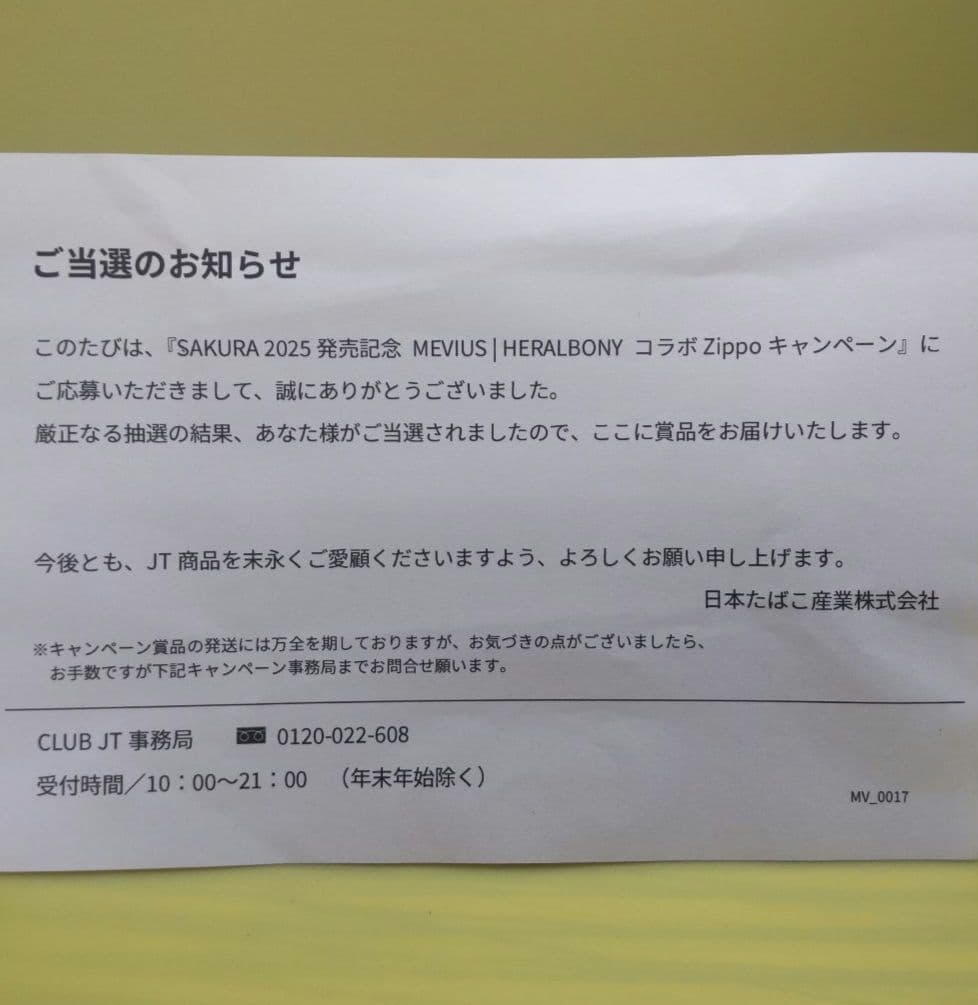 ご当選のお知らせ
このたびは、『SAKURA 2025 発売記念 MEVIUS | HERALBONY コラボ Zippo キャンペーン』に
ご応募いただきまして、誠にありがとうございました。
厳正なる抽選の結果、あなた様がご当選されましたので、ここに賞品をお届けいたします。
今後とも、JT 商品を末永くご愛顧くださいますよう、よろしくお願い申し上げます。
日本たばこ産業株式会社
※キャンペーン賞品の発送には万全を期しておりますが、お気づきの点がございましたら、
お手数ですが下記キャンペーン事務局までお問合せ願います。
CLUB JT 事務局 0120-022-608
受付時間／10：00～21：00 （年末年始除く）
MV_0017